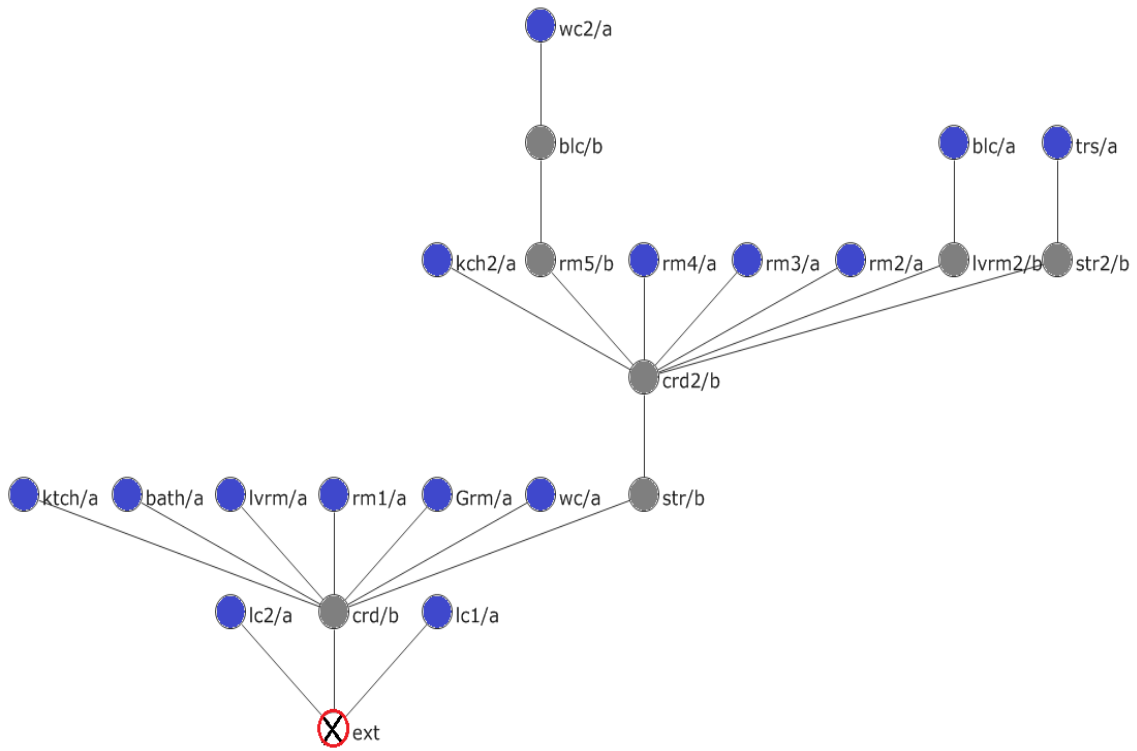 wc2/a
blc/b
blc/a
trs/a
kch2/a
rm5/b
rm4/a
rm3/a
rm2/a
lvrm2/b
str2/b
crd2/b
ktch/a
bath/a
lvrm/a
rm1/a
Grm/a
wc/a
str/b
lc2/a
crd/b
lc1/a
ext